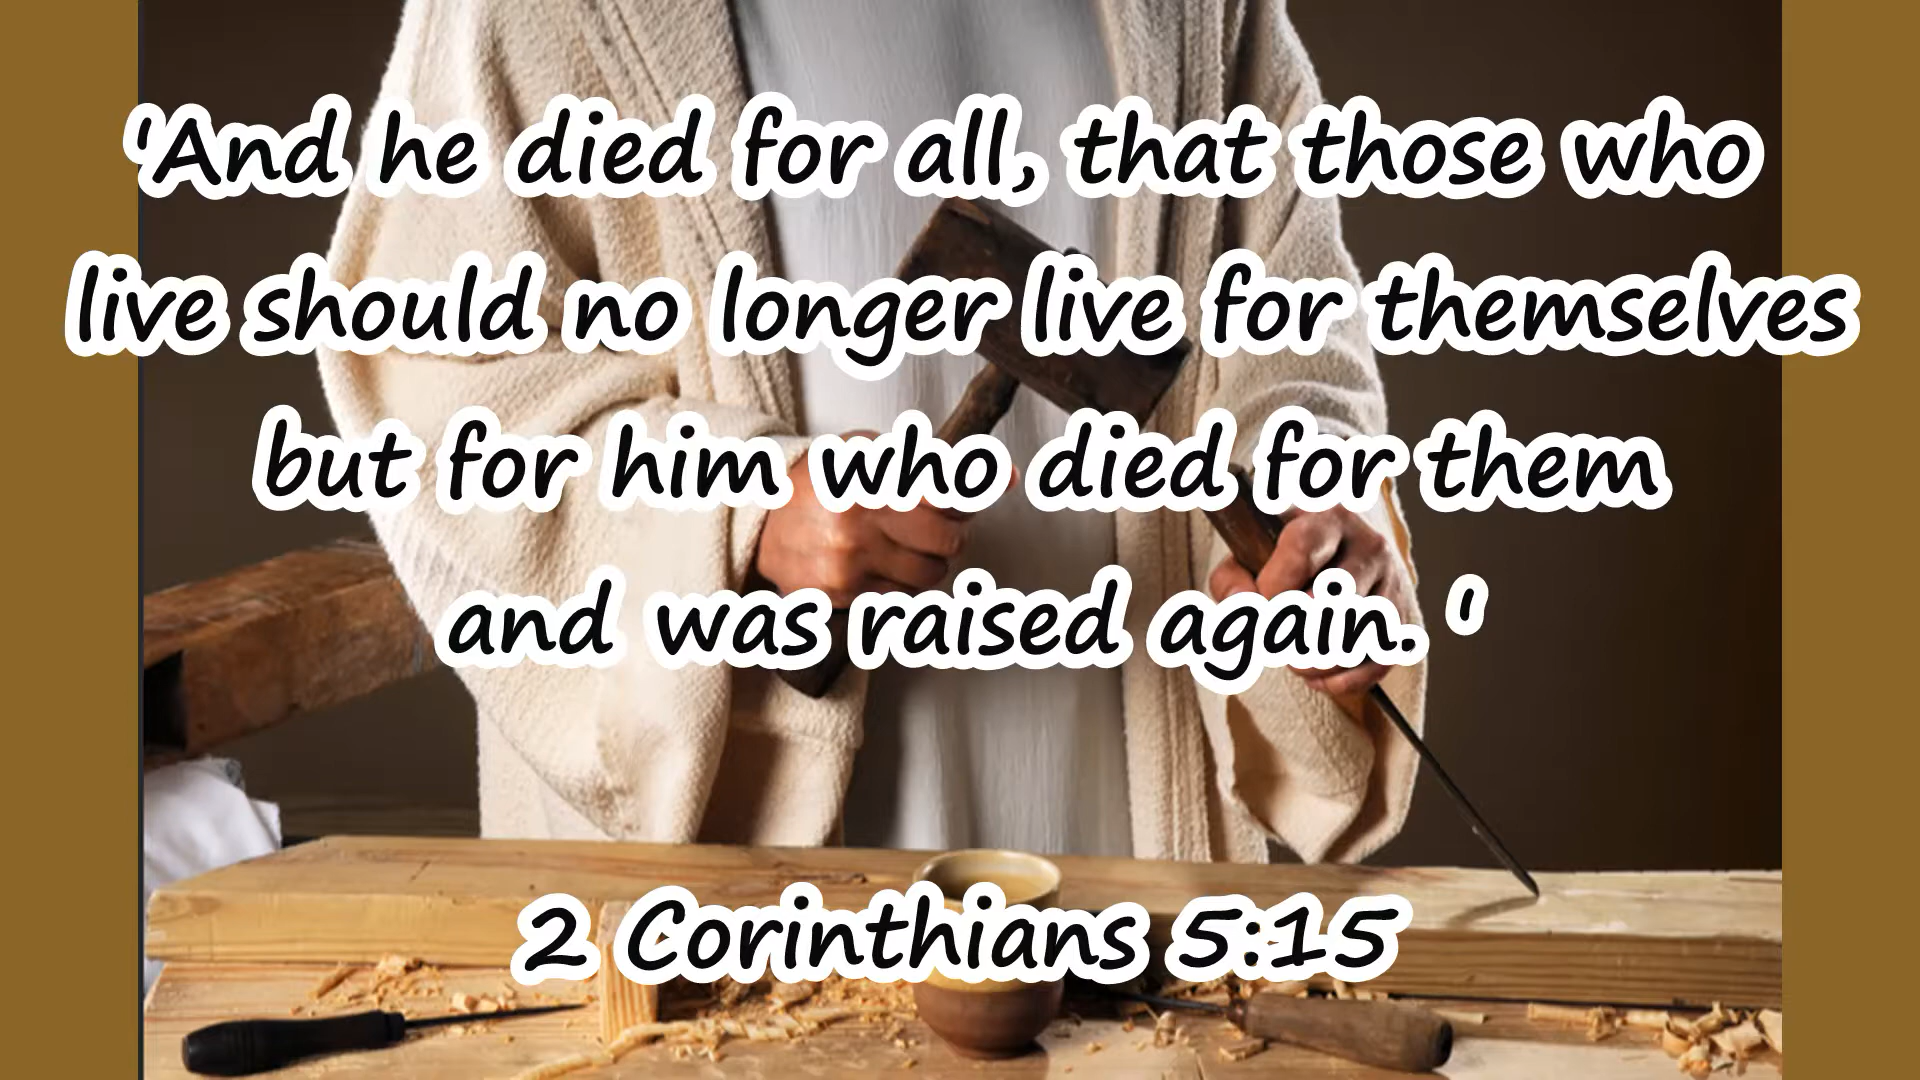 'And he died for all, that those who
live should no longer live for themselves
but for him who died for them
and was raised again. '
2 Corinthians 5:15